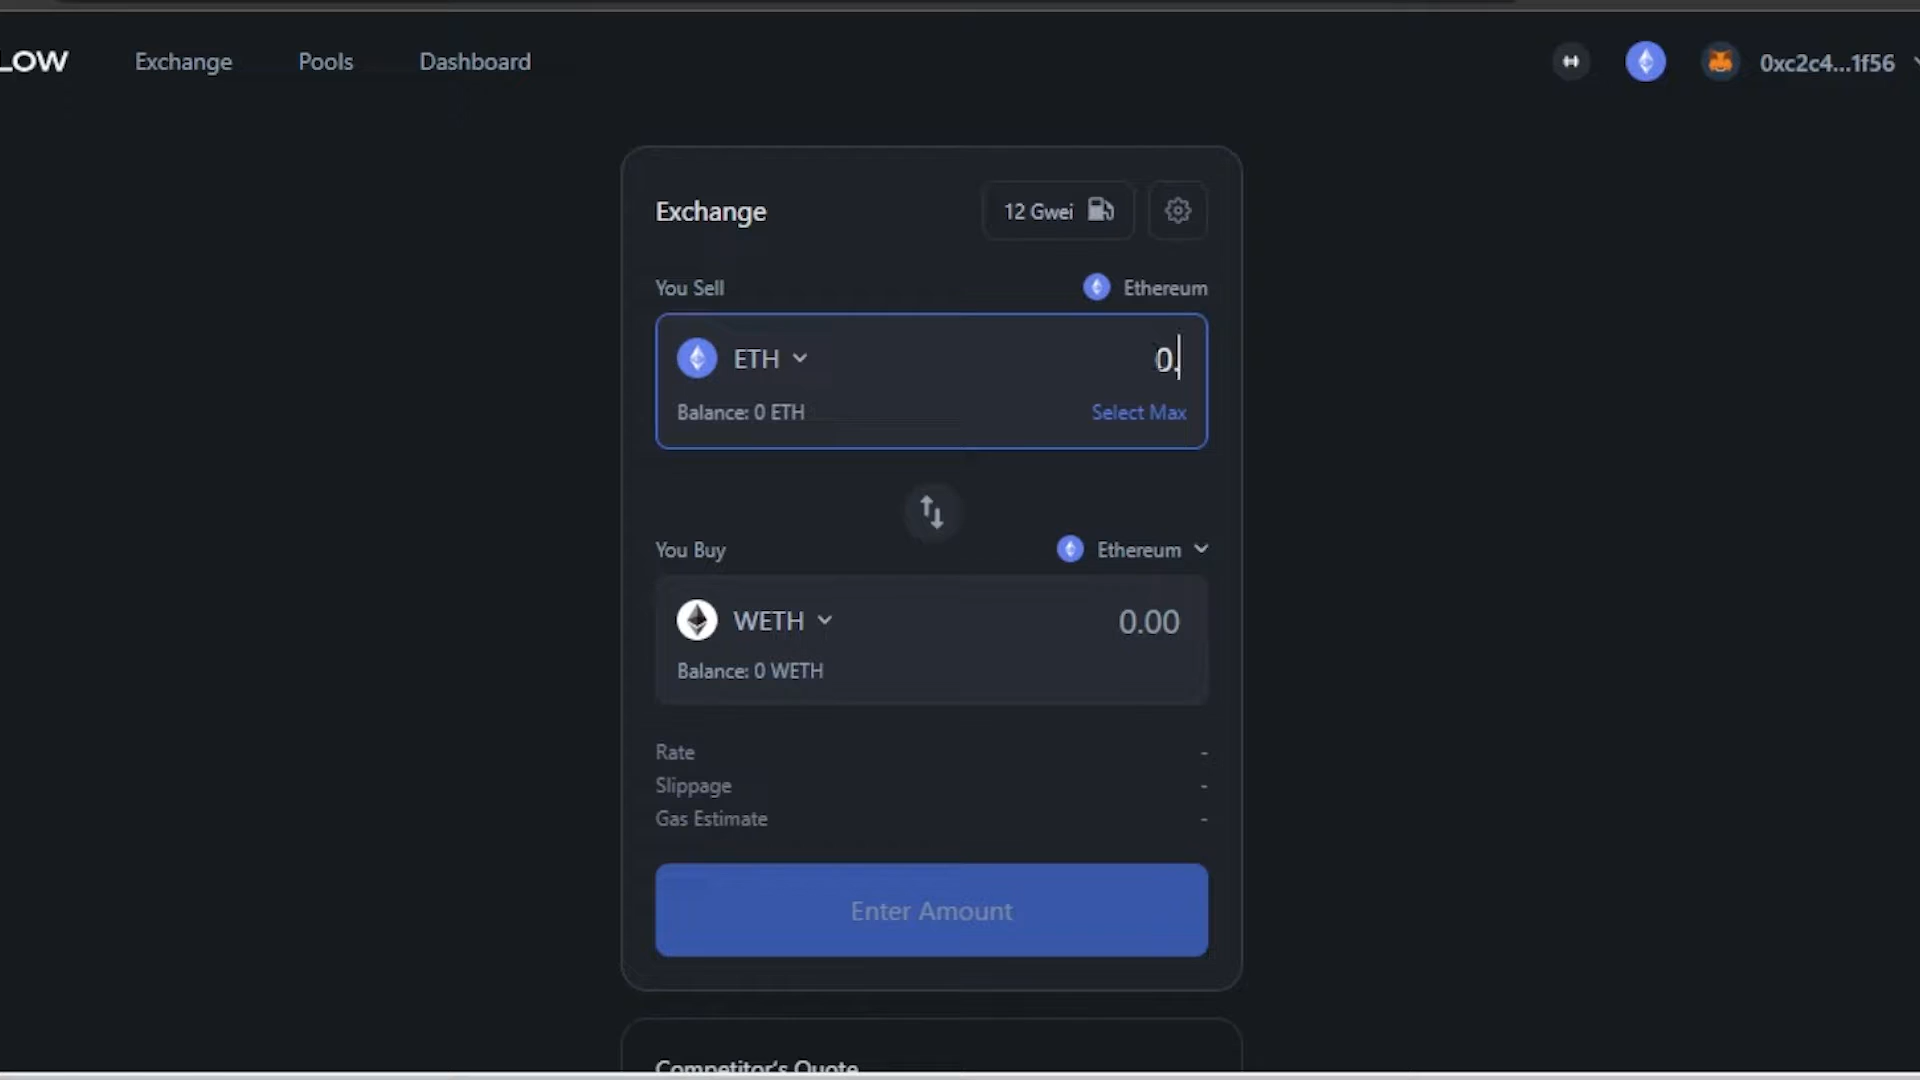 LOW
Exchange
Pools
Dashboard
0xc2c4...1f56
Exchange
12 Gwei
You Sell
Ethereum
ETH
0.
Balance: 0 ETH
Select Max
You Buy
Ethereum
WETH
0.00
Balance: 0 WETH
Rate
-
Slippage
-
Gas Estimate
-
Enter Amount
Competitor's Quote